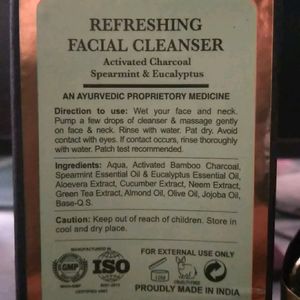 REFRESHING
FACIAL CLEANSER
Activated Charcoal
Spearmint & Eucalyptus
AN AYURVEDIC PROPRIETORY MEDICINE
Direction to use: Wet your face and neck.
Pump a few drops of cleanser & massage gently
on face & neck. Rinse with water. Pat dry. Avoid
contact with eyes. If contact occurs, rinse thoroughly
with water. Patch test recommended.
Ingredients: Aqua, Activated Bamboo Charcoal,
Spearmint Essential Oil & Eucalyptus Essential Oil,
Aloevera Extract, Cucumber Extract, Neem Extract,
Green Tea Extract, Almond Oil, Olive Oil, Jojoba Oil,
Base-Q S.
Caution: Keep out of reach of children. Store in
cool and dry place.
MANUFACTURED IN
GMP
ISO
FOR EXTERNAL USE ONLY
PROUDLY MADE IN INDIA